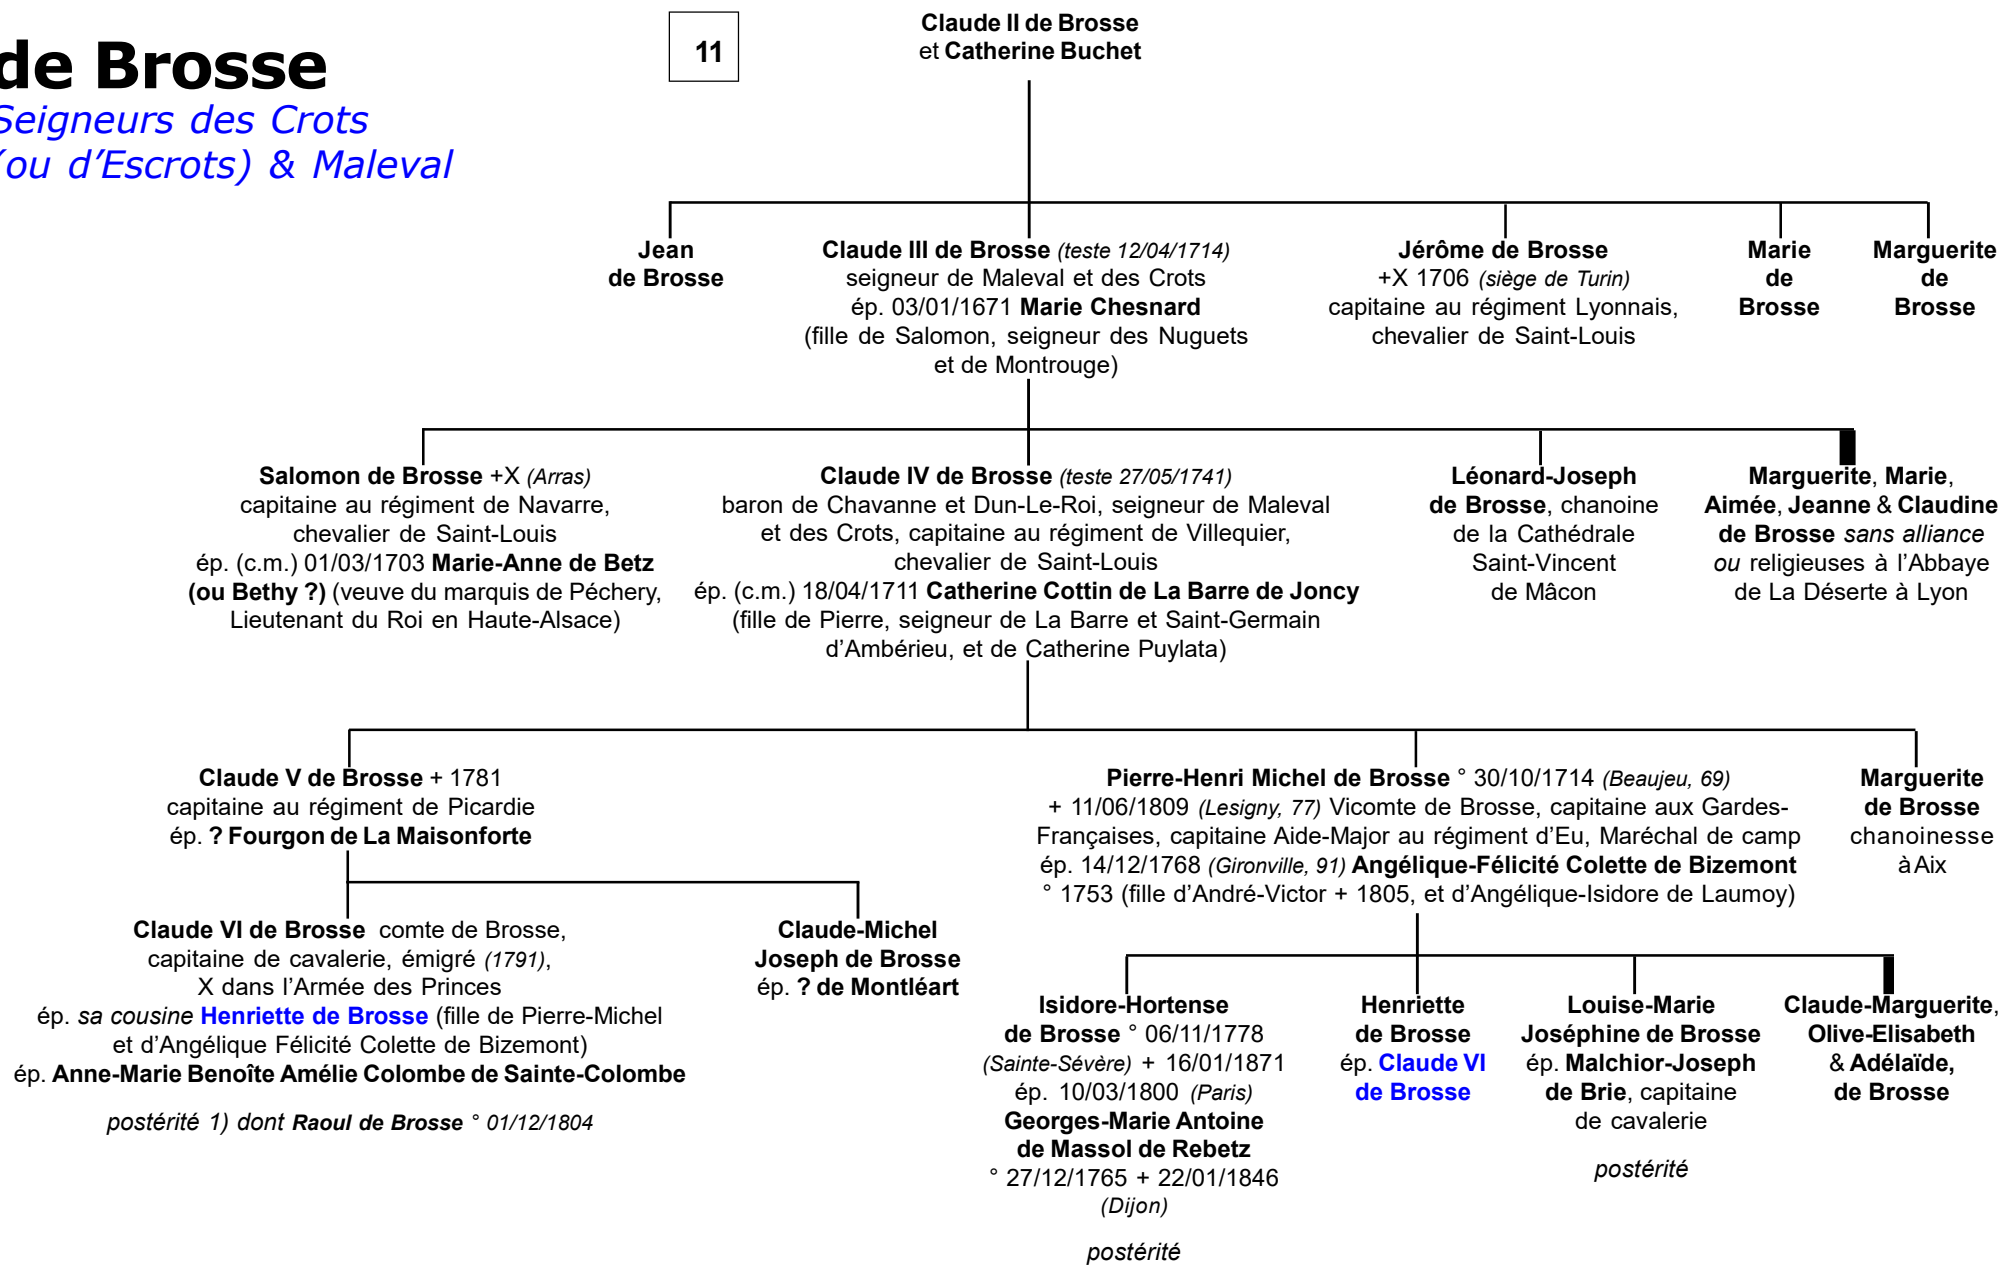 de Brosse
Seigneurs des Crots
(ou d'Escrots) & Maleval
11
Claude II de Brosse
et Catherine Buchet
Jean
de Brosse
Claude III de Brosse (teste 12/04/1714)
seigneur de Maleval et des Crots
ép. 03/01/1671 Marie Chesnard
(fille de Salomon, seigneur des Nuguets
et de Montrouge)
Jérôme de Brosse
+X 1706 (siège de Turin)
capitaine au régiment Lyonnais,
chevalier de Saint-Louis
Marie
de
Brosse
Marguerite
de
Brosse
Salomon de Brosse +X (Arras)
capitaine au régiment de Navarre,
chevalier de Saint-Louis
ép. (c.m.) 01/03/1703 Marie-Anne de Betz
(ou Bethy ?) (veuve du marquis de Péchery,
Lieutenant du Roi en Haute-Alsace)
Claude IV de Brosse (teste 27/05/1741)
baron de Chavanne et Dun-Le-Roi, seigneur de Maleval
et des Crots, capitaine au régiment de Villequier,
chevalier de Saint-Louis
ép. (c.m.) 18/04/1711 Catherine Cottin de La Barre de Joncy
(fille de Pierre, seigneur de La Barre et Saint-Germain
d'Ambérieu, et de Catherine Puylata)
Léonard-Joseph
de Brosse, chanoine
de la Cathédrale
Saint-Vincent
de Mâcon
Marguerite, Marie,
Aimée, Jeanne & Claudine
de Brosse sans alliance
ou religieuses à l'Abbaye
de La Déserte à Lyon
Claude V de Brosse + 1781
capitaine au régiment de Picardie
ép. ? Fourgon de La Maisonforte
Pierre-Henri Michel de Brosse ° 30/10/1714 (Beaujeu, 69)
+ 11/06/1809 (Lesigny, 77) Vicomte de Brosse, capitaine aux Gardes-
Françaises, capitaine Aide-Major au régiment d'Eu, Maréchal de camp
ép. 14/12/1768 (Gironville, 91) Angélique-Félicité Colette de Bizemont
° 1753 (fille d'André-Victor + 1805, et d'Angélique-Isidore de Laumoy)
Marguerite
de Brosse
chanoinesse
à Aix
Claude VI de Brosse comte de Brosse,
capitaine de cavalerie, émigré (1791),
X dans l'Armée des Princes
ép. sa cousine Henriette de Brosse (fille de Pierre-Michel
et d'Angélique Félicité Colette de Bizemont)
ép. Anne-Marie Benoîte Amélie Colombe de Sainte-Colombe
postérité 1) dont Raoul de Brosse ° 01/12/1804
Claude-Michel
Joseph de Brosse
ép. ? de Montléart
Isidore-Hortense
de Brosse ° 06/11/1778
(Sainte-Sévère) + 16/01/1871
ép. 10/03/1800 (Paris)
Georges-Marie Antoine
de Massol de Rebetz
° 27/12/1765 + 22/01/1846
(Dijon)
postérité
Henriette
de Brosse
ép. Claude VI
de Brosse
Louise-Marie
Joséphine de Brosse
ép. Malchior-Joseph
de Brie, capitaine
de cavalerie
postérité
Claude-Marguerite,
Olive-Elisabeth
& Adélaïde,
de Brosse